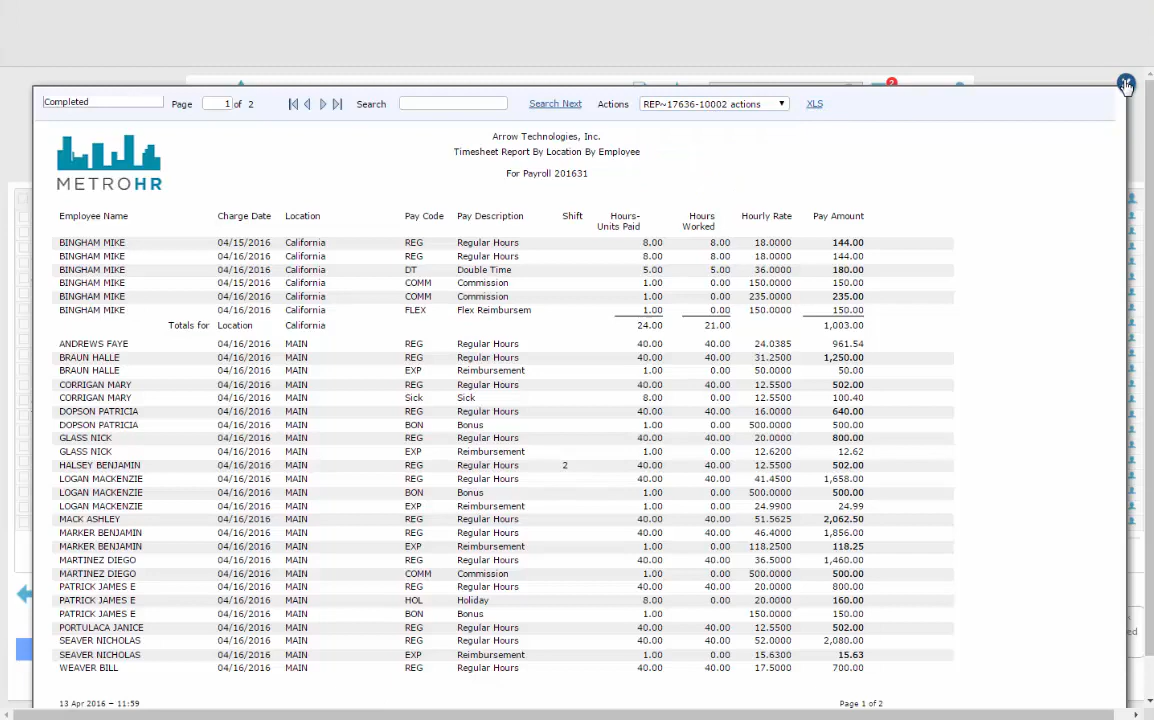 2
Completed Page 1 of 2 Search Search Next Actions REP~17636-10002 actions XLS
METROHR
Arrow Technologies, Inc.
Timesheet Report By Location By Employee
For Payroll 201631
Employee Name Charge Date Location Pay Code Pay Description Shift Hours- Hours Hourly Rate Pay Amount
Units Paid Worked
BINGHAM MIKE 04/15/2016 California REG Regular Hours 8.00 8.00 18.0000 144.00
BINGHAM MIKE 04/16/2016 California REG Regular Hours 8.00 8.00 18.0000 144.00
BINGHAM MIKE 04/16/2016 California DT Double Time 5.00 5.00 36.0000 180.00
BINGHAM MIKE 04/15/2016 California COMM Commission 1.00 0.00 150.0000 150.00
BINGHAM MIKE 04/16/2016 California COMM Commission 1.00 0.00 235.0000 235.00
BINGHAM MIKE 04/16/2016 California FLEX Flex Reimbursem 1.00 0.00 150.0000 150.00
Totals for Location California 24.00 21.00 1,003.00
ANDREWS FAYE 04/16/2016 MAIN REG Regular Hours 40.00 40.00 24.0385 961.54
BRAUN HALLE 04/16/2016 MAIN REG Regular Hours 40.00 40.00 31.2500 1,250.00
BRAUN HALLE 04/16/2016 MAIN EXP Reimbursement 1.00 0.00 50.0000 50.00
CORRIGAN MARY 04/16/2016 MAIN REG Regular Hours 40.00 40.00 12.5500 502.00
CORRIGAN MARY 04/16/2016 MAIN Sick Sick 8.00 0.00 12.5500 100.40
DOPSON PATRICIA 04/16/2016 MAIN REG Regular Hours 40.00 40.00 16.0000 640.00
DOPSON PATRICIA 04/16/2016 MAIN BON Bonus 1.00 0.00 500.0000 500.00
GLASS NICK 04/16/2016 MAIN REG Regular Hours 40.00 40.00 20.0000 800.00
GLASS NICK 04/16/2016 MAIN EXP Reimbursement 1.00 0.00 12.6200 12.62
HALSEY BENJAMIN 04/16/2016 MAIN REG Regular Hours 2 40.00 40.00 12.5500 502.00
LOGAN MACKENZIE 04/16/2016 MAIN REG Regular Hours 40.00 40.00 41.4500 1,658.00
LOGAN MACKENZIE 04/16/2016 MAIN BON Bonus 1.00 0.00 500.0000 500.00
LOGAN MACKENZIE 04/16/2016 MAIN EXP Reimbursement 1.00 0.00 24.9900 24.99
MACK ASHLEY 04/16/2016 MAIN REG Regular Hours 40.00 40.00 51.5625 2,062.50
MARKER BENJAMIN 04/16/2016 MAIN REG Regular Hours 40.00 40.00 46.4000 1,856.00
MARKER BENJAMIN 04/16/2016 MAIN EXP Reimbursement 1.00 0.00 118.2500 118.25
MARTINEZ DIEGO 04/16/2016 MAIN REG Regular Hours 40.00 40.00 36.5000 1,460.00
MARTINEZ DIEGO 04/16/2016 MAIN COMM Commission 1.00 0.00 500.0000 500.00
PATRICK JAMES E 04/16/2016 MAIN REG Regular Hours 40.00 40.00 20.0000 800.00
PATRICK JAMES E 04/16/2016 MAIN HOL Holiday 8.00 0.00 20.0000 160.00
PATRICK JAMES E 04/16/2016 MAIN BON Bonus 1.00 150.0000 150.00
PORTULACA JANICE 04/16/2016 MAIN REG Regular Hours 40.00 40.00 12.5500 502.00
SEAVER NICHOLAS 04/16/2016 MAIN REG Regular Hours 40.00 40.00 52.0000 2,080.00
SEAVER NICHOLAS 04/16/2016 MAIN EXP Reimbursement 1.00 0.00 15.6300 15.63
WEAVER BILL 04/16/2016 MAIN REG Regular Hours 40.00 40.00 17.5000 700.00
13 Apr 2016 – 11:59 Page 1 of 2